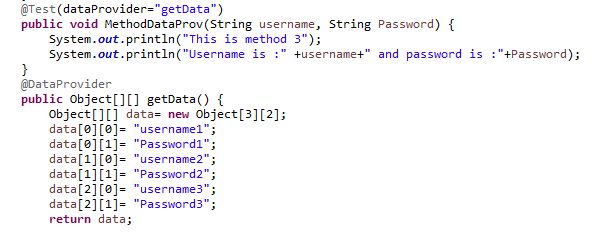 @Test(dataProvider="getData")
public void MethodDataProv(String username, String Password) {
System.out.println("This is method 3");
System.out.println("Username is :" +username+" and password is :"+Password);
}
@DataProvider
public Object[][] getData() {
Object[][] data= new Object[3][2];
data[0][0]= "username1";
data[0][1]= "Password1";
data[1][0]= "username2";
data[1][1]= "Password2";
data[2][0]= "username3";
data[2][1]= "Password3";
return data;